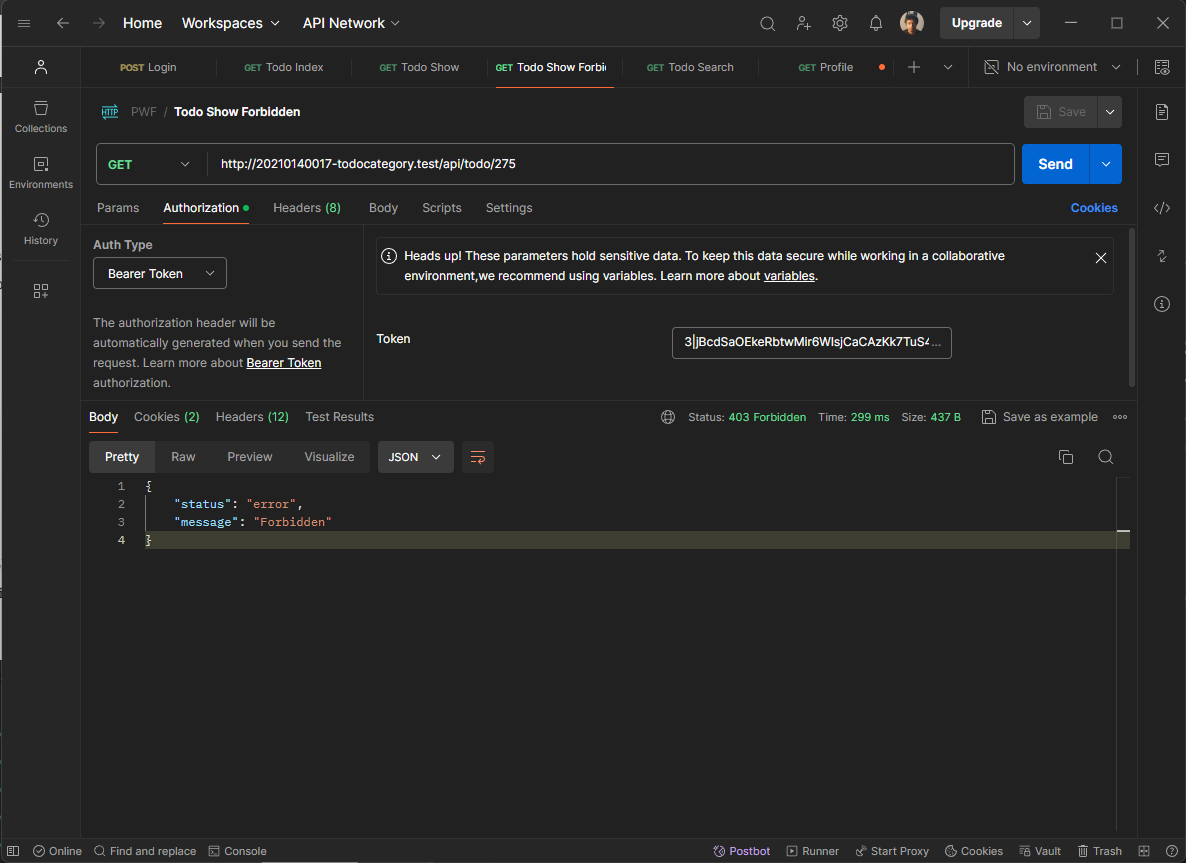 Home Workspaces API Network Upgrade
POST Login GET Todo Index GET Todo Show GET Todo Show Forbi GET Todo Search GET Profile No environment
HTTP PWF / Todo Show Forbidden Save
Collections
Environments
History
GET http://20210140017-todocategory.test/api/todo/275 Send
Params Authorization Headers (8) Body Scripts Settings Cookies
Auth Type
Bearer Token
The authorization header will be
automatically generated when you send the
request. Learn more about Bearer Token
authorization.
Heads up! These parameters hold sensitive data. To keep this data secure while working in a collaborative
environment,we recommend using variables. Learn more about variables.
Token
Body Cookies (2) Headers (12) Test Results Status: 403 Forbidden Time: 299 ms Size: 437 B Save as example
Pretty Raw Preview Visualize JSON
1 {
2 "status": "error",
3 "message": "Forbidden"
4 }
Online Find and replace Console Postbot Runner Start Proxy Cookies Vault Trash